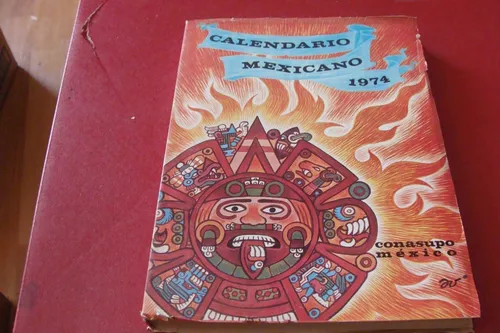 CALENDARIO
MEXICANO
1974
conasupo
méxico